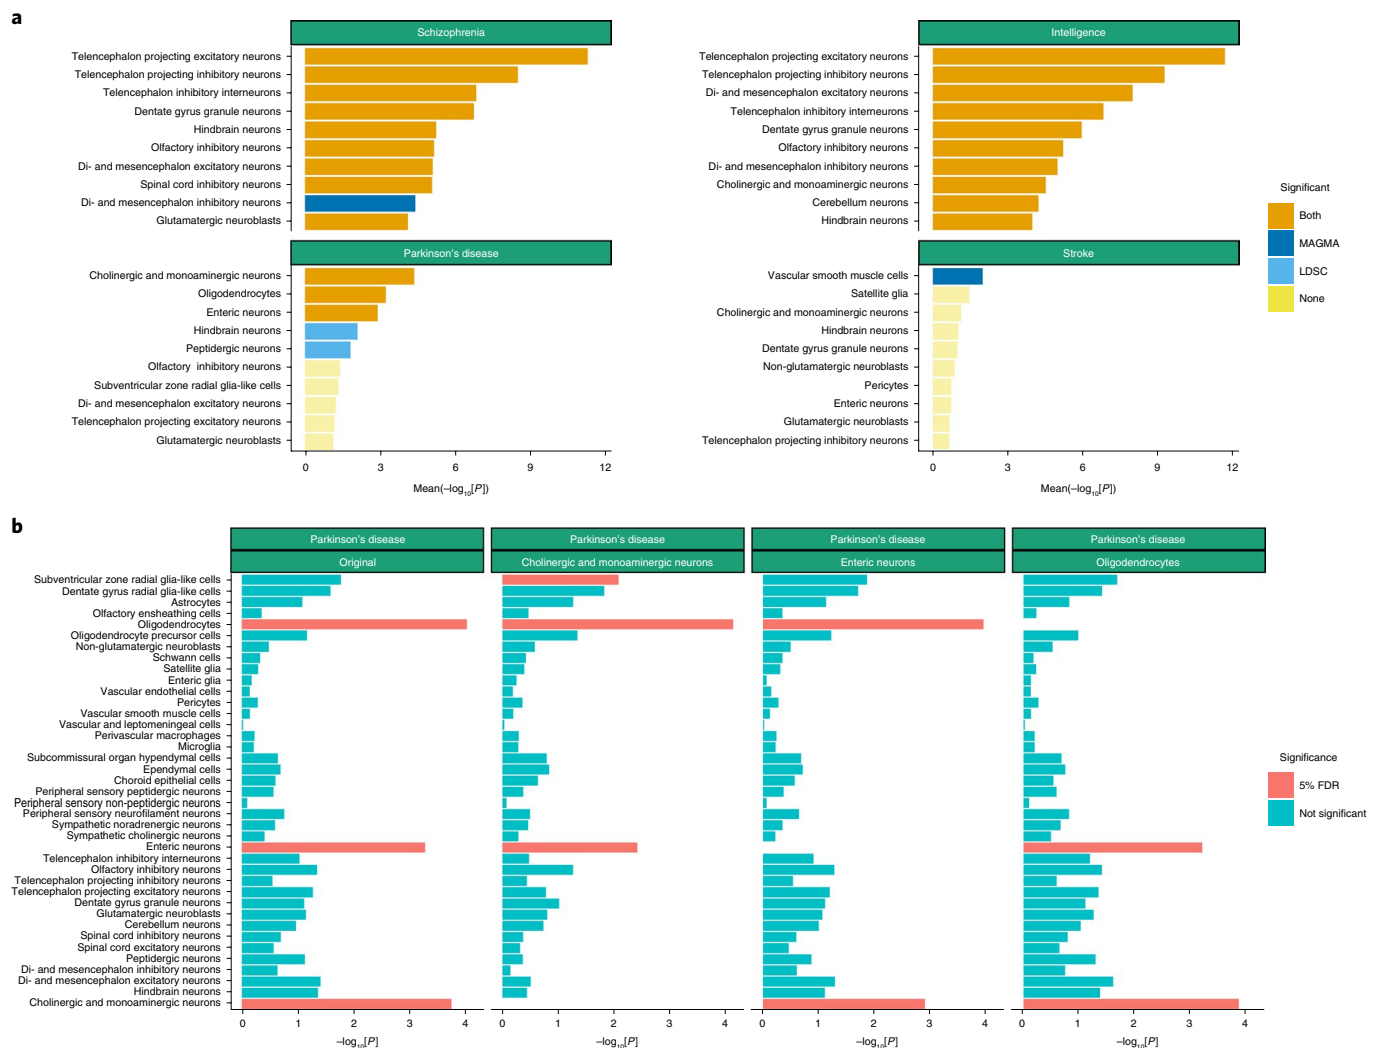 a
Schizophrenia
Telencephalon projecting excitatory neurons
Telencephalon projecting inhibitory neurons
Telencephalon inhibitory interneurons
Dentate gyrus granule neurons
Hindbrain neurons
Olfactory inhibitory neurons
Di- and mesencephalon excitatory neurons
Spinal cord inhibitory neurons
Di- and mesencephalon inhibitory neurons
Glutamatergic neuroblasts
Intelligence
Telencephalon projecting excitatory neurons
Telencephalon projecting inhibitory neurons
Di- and mesencephalon excitatory neurons
Telencephalon inhibitory interneurons
Dentate gyrus granule neurons
Olfactory inhibitory neurons
Di- and mesencephalon inhibitory neurons
Cholinergic and monoaminergic neurons
Cerebellum neurons
Hindbrain neurons
Parkinson's disease
Cholinergic and monoaminergic neurons
Oligodendrocytes
Enteric neurons
Hindbrain neurons
Peptidergic neurons
Olfactory inhibitory neurons
Subventricular zone radial glia-like cells
Di- and mesencephalon excitatory neurons
Telencephalon projecting excitatory neurons
Glutamatergic neuroblasts
0 3 6 9 12
Mean(–log10[P])
Stroke
Vascular smooth muscle cells
Satellite glia
Cholinergic and monoaminergic neurons
Hindbrain neurons
Dentate gyrus granule neurons
Non-glutamatergic neuroblasts
Pericytes
Enteric neurons
Glutamatergic neuroblasts
Telencephalon projecting inhibitory neurons
0 3 6 9 12
Mean(–log10[P])
Significant
Both
MAGMA
LDSC
None
b
Parkinson's disease Parkinson's disease Parkinson's disease Parkinson's disease
Original Cholinergic and monoaminergic neurons Enteric neurons Oligodendrocytes
Subventricular zone radial glia-like cells
Dentate gyrus radial glia-like cells
Astrocytes
Olfactory ensheathing cells
Oligodendrocytes
Oligodendrocyte precursor cells
Non-glutamatergic neuroblasts
Schwann cells
Satellite glia
Enteric glia
Vascular endothelial cells
Pericytes
Vascular smooth muscle cells
Vascular and leptomeningeal cells
Perivascular macrophages
Microglia
Subcommissural organ hypendymal cells
Ependymal cells
Choroid epithelial cells
Peripheral sensory peptidergic neurons
Peripheral sensory non-peptidergic neurons
Peripheral sensory neurofilament neurons
Sympathetic noradrenergic neurons
Sympathetic cholinergic neurons
Enteric neurons
Telencephalon inhibitory interneurons
Olfactory inhibitory neurons
Telencephalon projecting inhibitory neurons
Telencephalon projecting excitatory neurons
Dentate gyrus granule neurons
Glutamatergic neuroblasts
Cerebellum neurons
Spinal cord inhibitory neurons
Spinal cord excitatory neurons
Peptidergic neurons
Di- and mesencephalon inhibitory neurons
Di- and mesencephalon excitatory neurons
Hindbrain neurons
Cholinergic and monoaminergic neurons
0 1 2 3 4 0 1 2 3 4 0 1 2 3 4 0 1 2 3 4
–log10[P] –log10[P] –log10[P] –log10[P]
Significance
5% FDR
Not significant